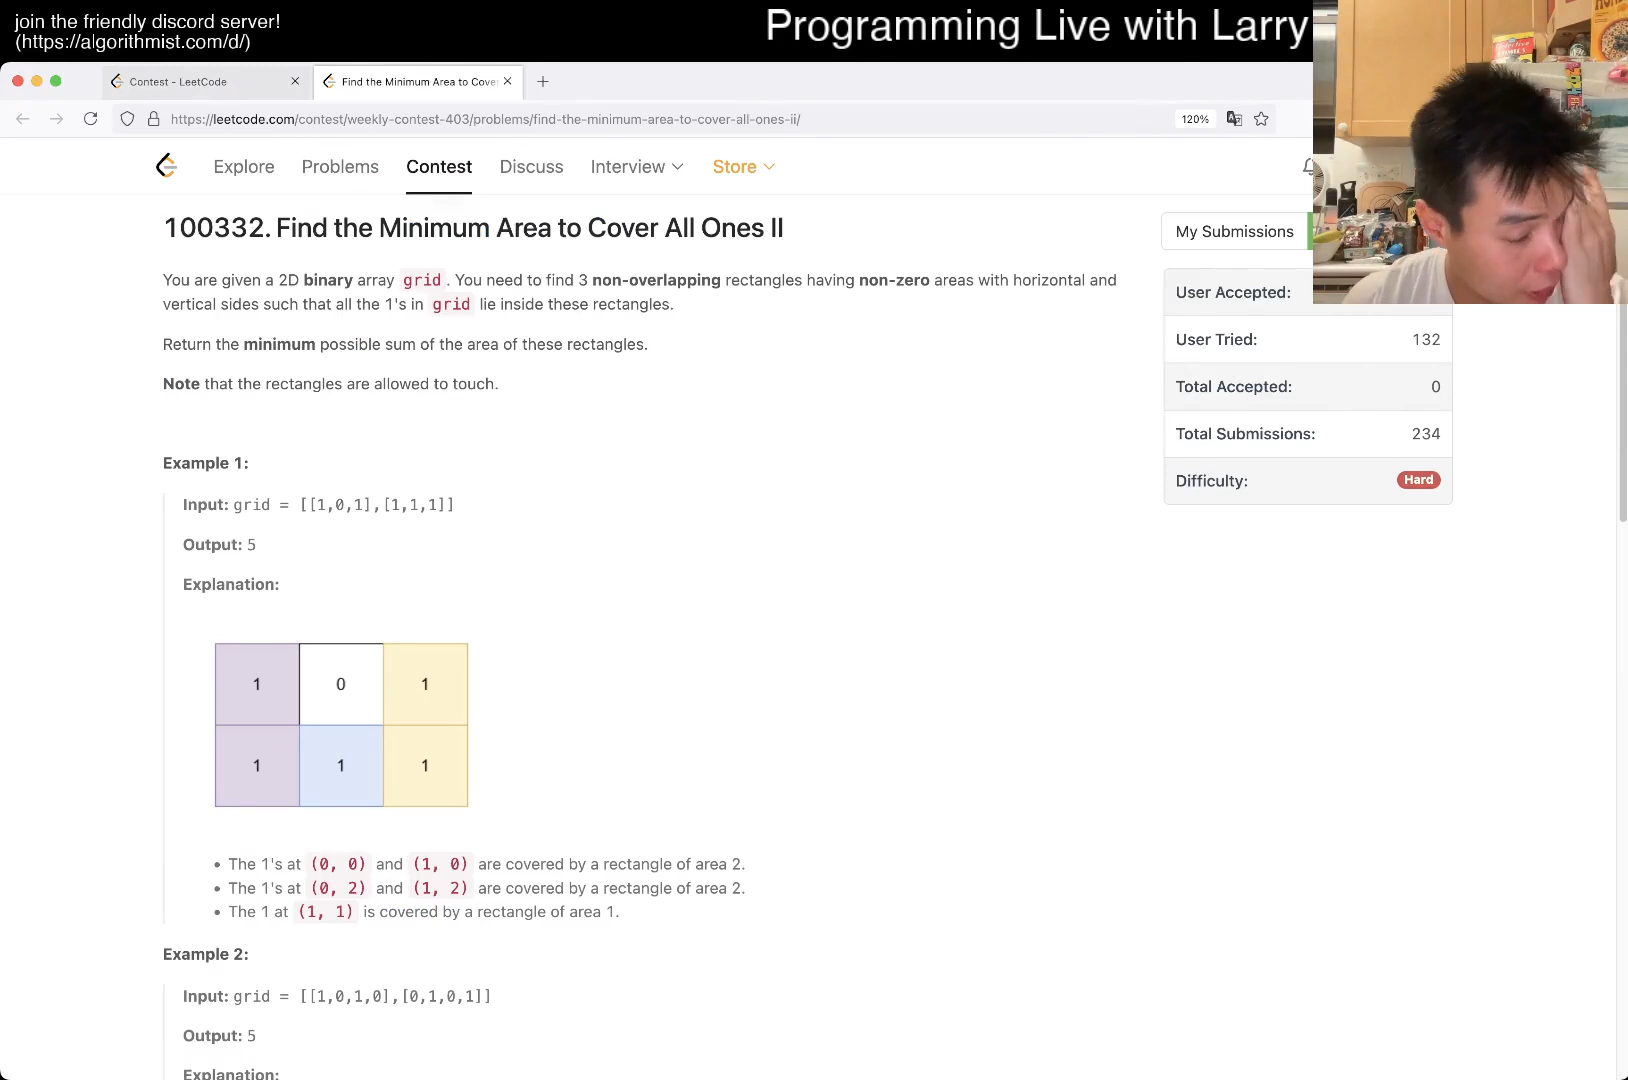 join the friendly discord server!
(https://algorithmist.com/d/)
Programming Live with Larry
Contest - LeetCode
Find the Minimum Area to Cove
https://leetcode.com/contest/weekly-contest-403/problems/find-the-minimum-area-to-cover-all-ones-ii/
120%
Explore Problems Contest Discuss Interview Store
100332. Find the Minimum Area to Cover All Ones II
My Submissions
You are given a 2D binary array grid . You need to find 3 non-overlapping rectangles having non-zero areas with horizontal and
vertical sides such that all the 1's in grid lie inside these rectangles.
Return the minimum possible sum of the area of these rectangles.
Note that the rectangles are allowed to touch.
User Accepted:
User Tried: 132
Total Accepted: 0
Total Submissions: 234
Difficulty: Hard
Example 1:
Input: grid = [[1,0,1],[1,1,1]]
Output: 5
Explanation:
1 0 1
1 1 1
• The 1's at (0, 0) and (1, 0) are covered by a rectangle of area 2.
• The 1's at (0, 2) and (1, 2) are covered by a rectangle of area 2.
• The 1 at (1, 1) is covered by a rectangle of area 1.
Example 2:
Input: grid = [[1,0,1,0],[0,1,0,1]]
Output: 5
Explanation: